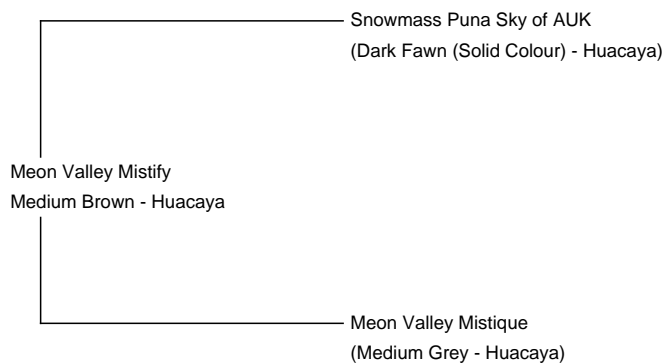 Snowmass Puna Sky of AUK
(Dark Fawn (Solid Colour) - Huacaya)
Meon Valley Mistify
Medium Brown - Huacaya
Meon Valley Mistique
(Medium Grey - Huacaya)